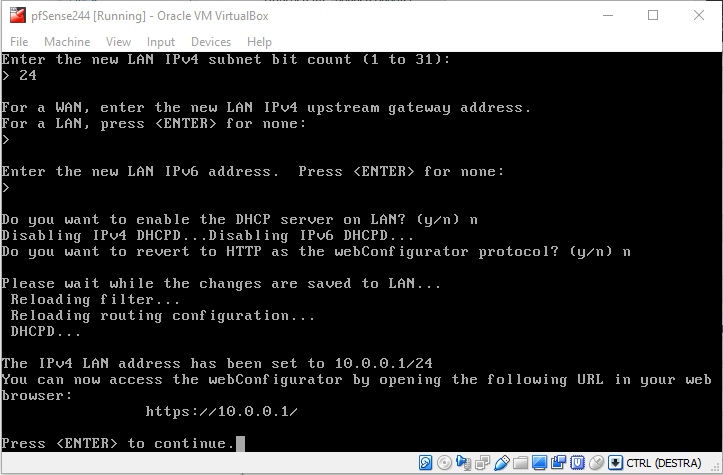 pfSense244 [Running] - Oracle VM VirtualBox
File Machine View Input Devices Help
Enter the new LAN IPv4 subnet bit count (1 to 31):
> 24
For a WAN, enter the new LAN IPv4 upstream gateway address.
For a LAN, press <ENTER> for none:
>
Enter the new LAN IPv6 address.  Press <ENTER> for none:
>
Do you want to enable the DHCP server on LAN? (y/n) n
Disabling IPv4 DHCPD...Disabling IPv6 DHCPD...
Do you want to revert to HTTP as the webConfigurator protocol? (y/n) n
Please wait while the changes are saved to LAN...
 Reloading filter...
 Reloading routing configuration...
 DHCPD...
The IPv4 LAN address has been set to 10.0.0.1/24
You can now access the webConfigurator by opening the following URL in your web
browser:
                https://10.0.0.1/
Press <ENTER> to continue.
CTRL (DESTRA)